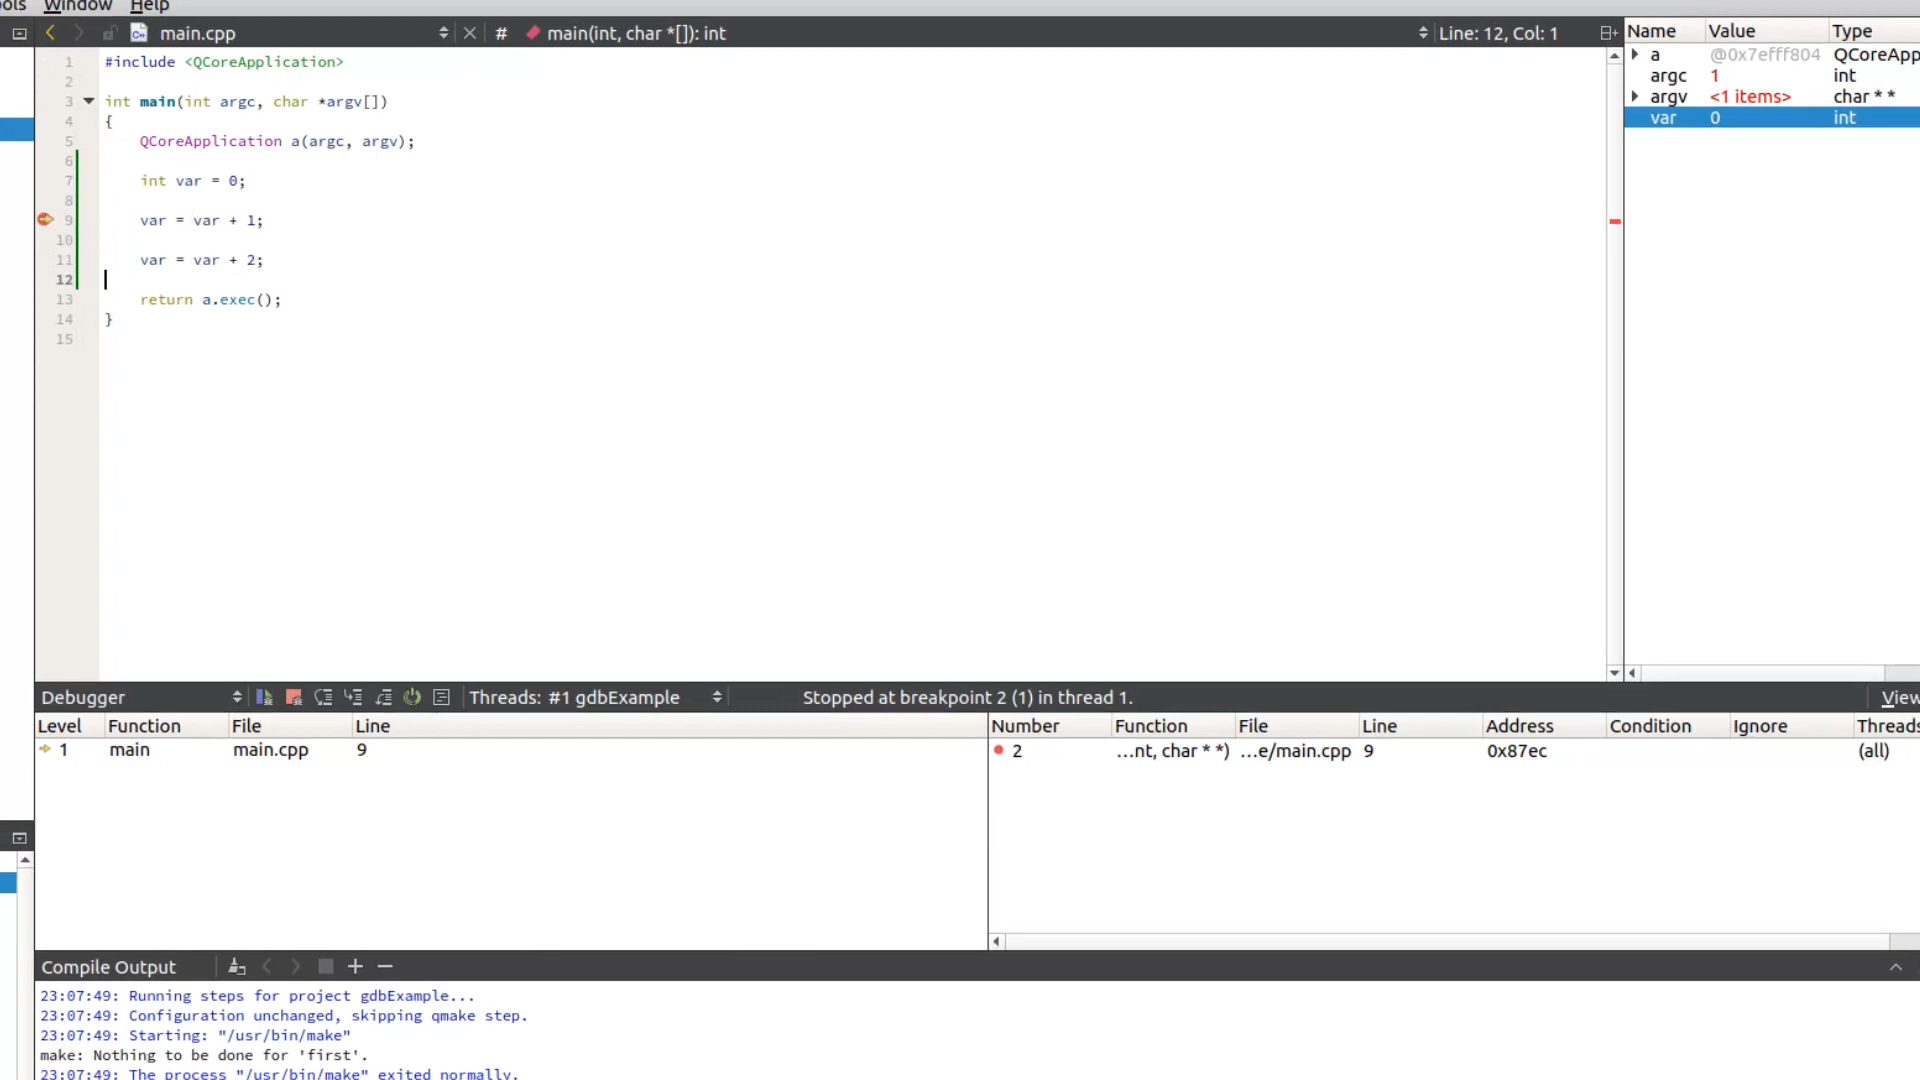 ools Window Help
main.cpp # main(int, char *[]): int Line: 12, Col: 1
1 #include <QCoreApplication>
2
3 int main(int argc, char *argv[])
4 {
5 QCoreApplication a(argc, argv);
6
7 int var = 0;
8
9 var = var + 1;
10
11 var = var + 2;
12
13 return a.exec();
14 }
15
Name Value Type
a @0x7efff804 QCoreApp
argc 1 int
argv <1 items> char * *
var 0 int
Debugger Threads: #1 gdbExample Stopped at breakpoint 2 (1) in thread 1. View
Level Function File Line
1 main main.cpp 9
Number Function File Line Address Condition Ignore Threads
2 ...nt, char * *) ...e/main.cpp 9 0x87ec (all)
Compile Output
23:07:49: Running steps for project gdbExample...
23:07:49: Configuration unchanged, skipping qmake step.
23:07:49: Starting: "/usr/bin/make"
make: Nothing to be done for 'first'.
23:07:49: The process "/usr/bin/make" exited normally.